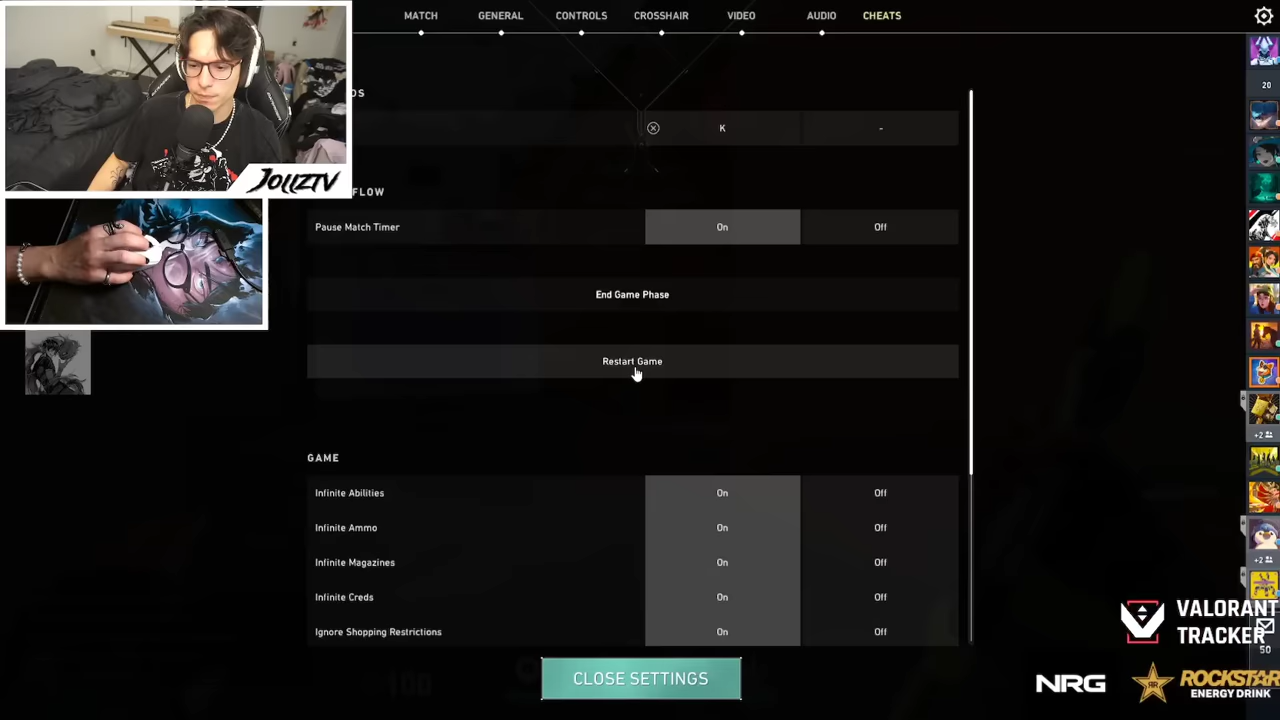 MATCH GENERAL CONTROLS CROSSHAIR VIDEO AUDIO CHEATS
20
K -
JOLLZTV
FLOW
Pause Match Timer On Off
End Game Phase
Restart Game
+2
GAME
Infinite Abilities On Off
Infinite Ammo On Off
Infinite Magazines On Off
+2
Infinite Creds On Off
VALORANT
TRACKER
Ignore Shopping Restrictions On Off
50
CLOSE SETTINGS
NRG
ROCKSTAR
ENERGY DRINK